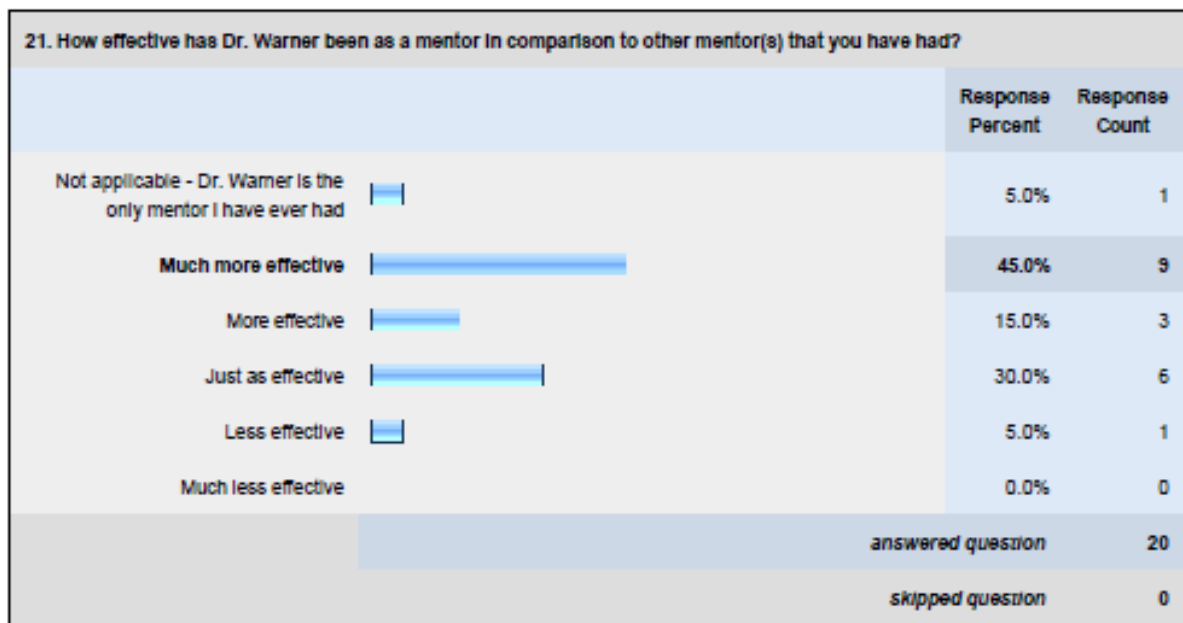 21. How effective has Dr. Warner been as a mentor in comparison to other mentor(s) that you have had?
Response Percent Response Count
Not applicable - Dr. Warner is the only mentor I have ever had 5.0% 1
Much more effective 45.0% 9
More effective 15.0% 3
Just as effective 30.0% 6
Less effective 5.0% 1
Much less effective 0.0% 0
answered question 20
skipped question 0